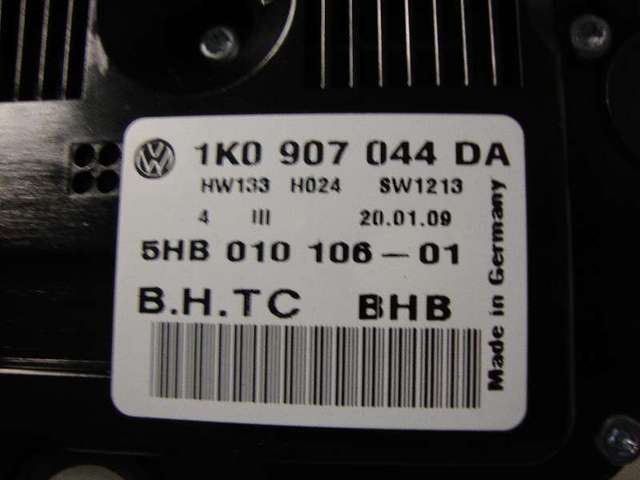 1K0 907 044 DA
HW133 H024 SW1213
4 III 20.01.09
5HB 010 106-01
B.H.TC BHB
Made in Germany